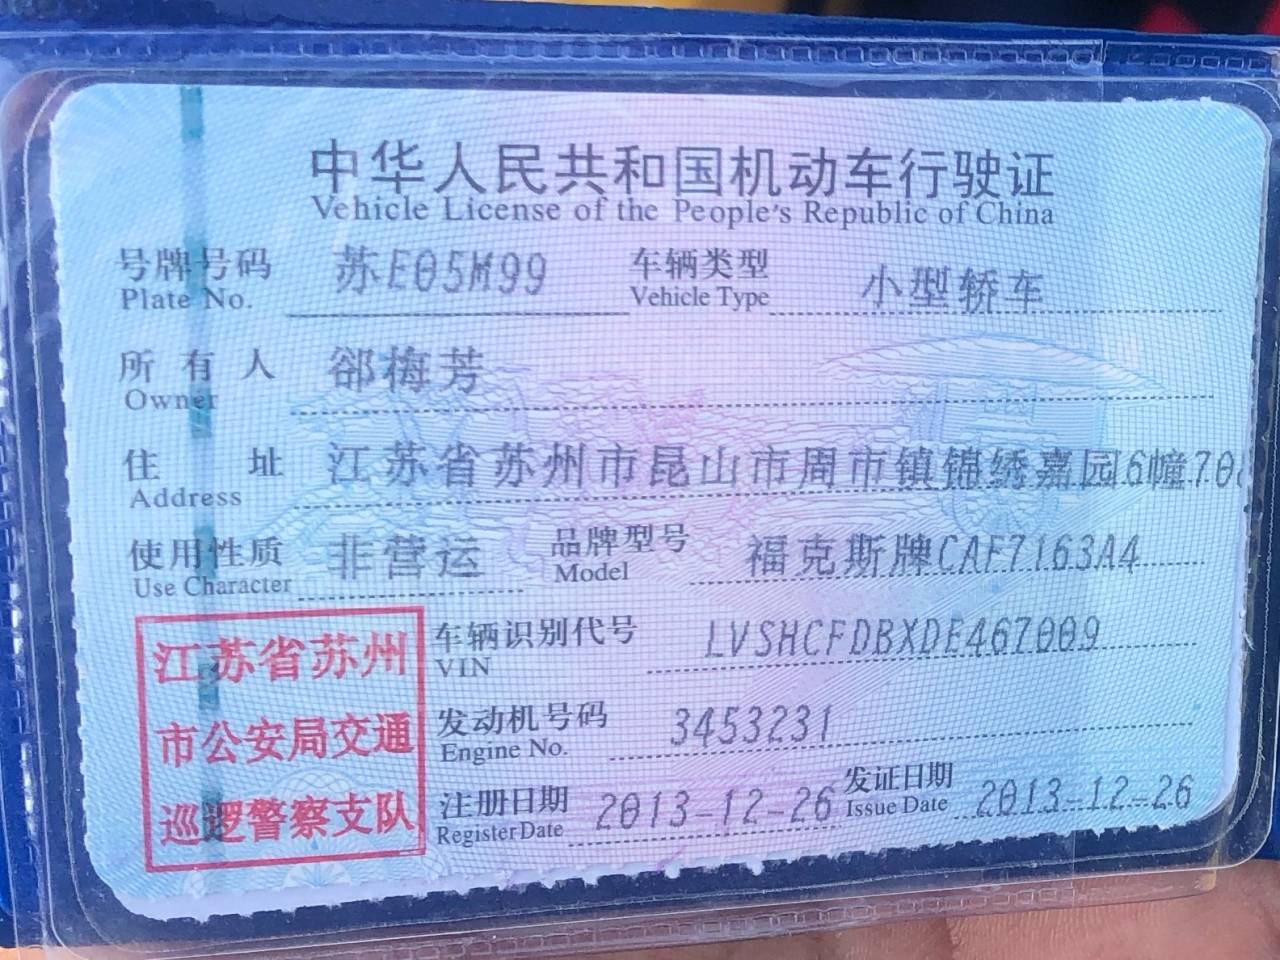 中华人民共和国机动车行驶证
Vehicle License of the People's Republic of China
号牌号码 苏E05M99 车辆类型 小型轿车
Plate No. Vehicle Type
所有人 郤梅芳
Owner
住址 江苏省苏州市昆山市周市镇锦绣嘉园6幢70
Address
使用性质 非营运 品牌型号 福克斯牌CAF7163A4
Use Character Model
江苏省苏州
市公安局交通
巡逻警察支队
车辆识别代号 LVSHCFDBXDE467009
VIN
发动机号码 3453231
Engine No.
注册日期 2013-12-26 发证日期 2013-12-26
Register Date Issue Date